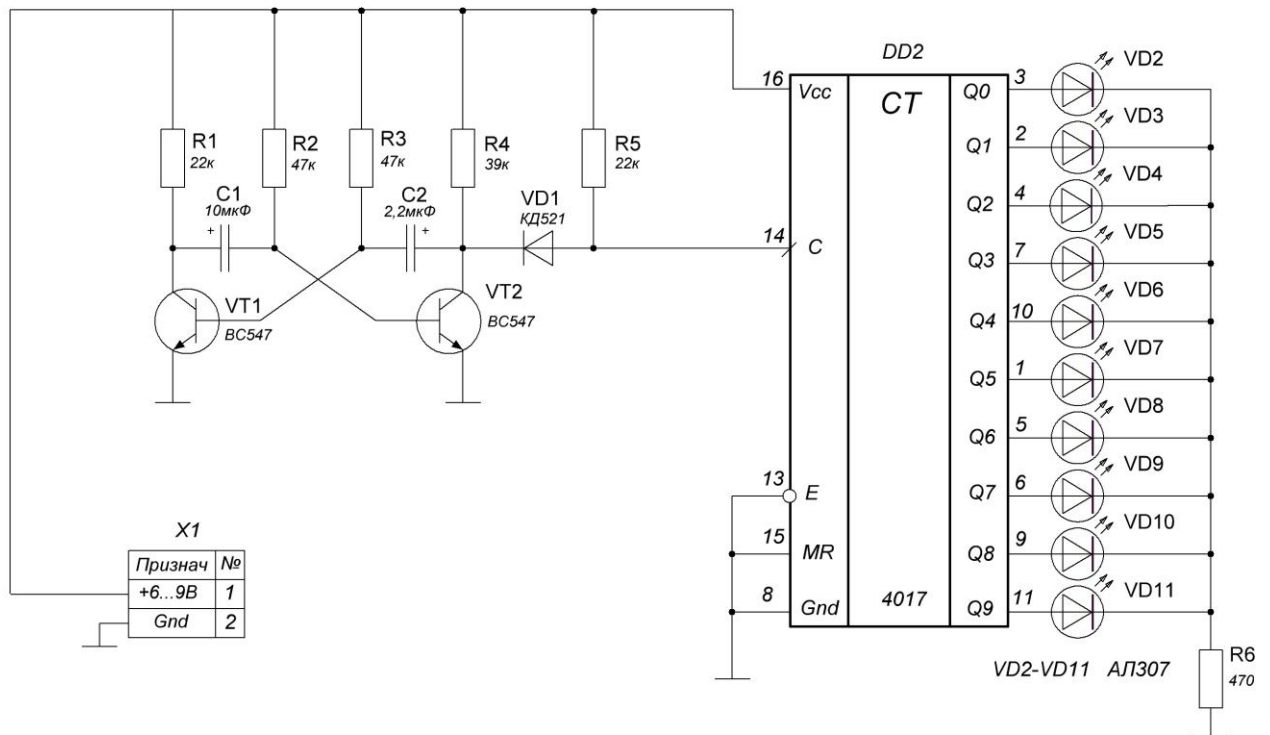 DD2
16
Vcc
CT
Q0
3
VD2
Q1
2
VD3
Q2
4
VD4
Q3
7
VD5
Q4
10
VD6
Q5
1
VD7
Q6
5
VD8
Q7
6
VD9
Q8
9
VD10
Q9
11
VD11
R1
22к
R2
47к
R3
47к
R4
39к
R5
22к
C1
10мкФ
+
C2
2,2мкФ
+
VD1
КД521
14
C
VT1
BC547
VT2
BC547
13
E
15
MR
8
Gnd
4017
X1
Признач №
+6...9В 1
Gnd 2
VD2-VD11 АЛ307
R6
470